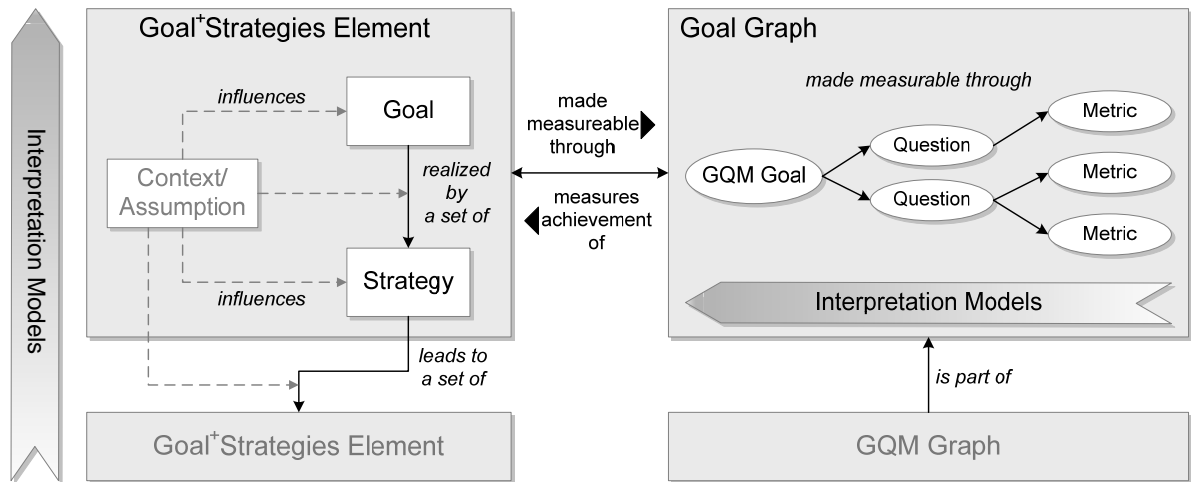 Interpretation Models
Goal+Strategies Element
influences
Goal
Context/
Assumption
realized
by
a set of
influences
Strategy
leads to
a set of
Goal+Strategies Element
made
measureable
through
measures
achievement
of
Goal Graph
made measurable through
Metric
Question
GQM Goal
Metric
Question
Metric
Interpretation Models
is part of
GQM Graph